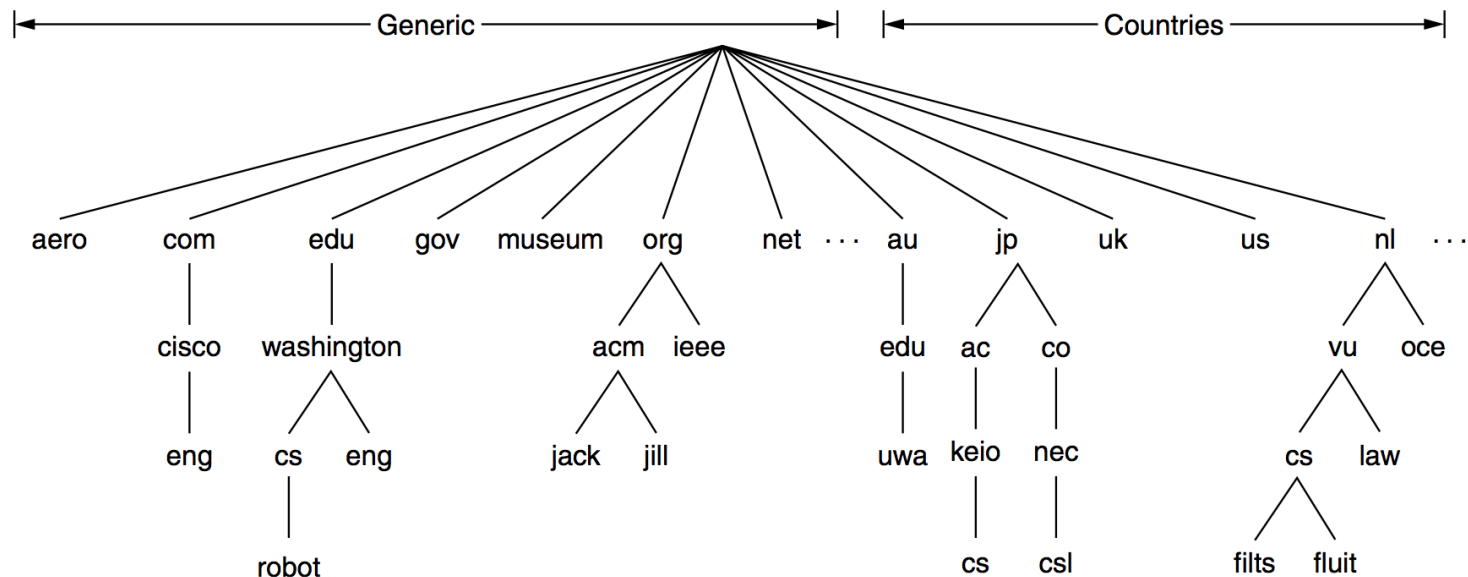 Generic Countries
aero com edu gov museum org net ... au jp uk us nl ...
cisco washington acm ieee edu ac co vu oce
eng cs eng jack jill uwa keio nec cs law
robot cs csl filts fluit